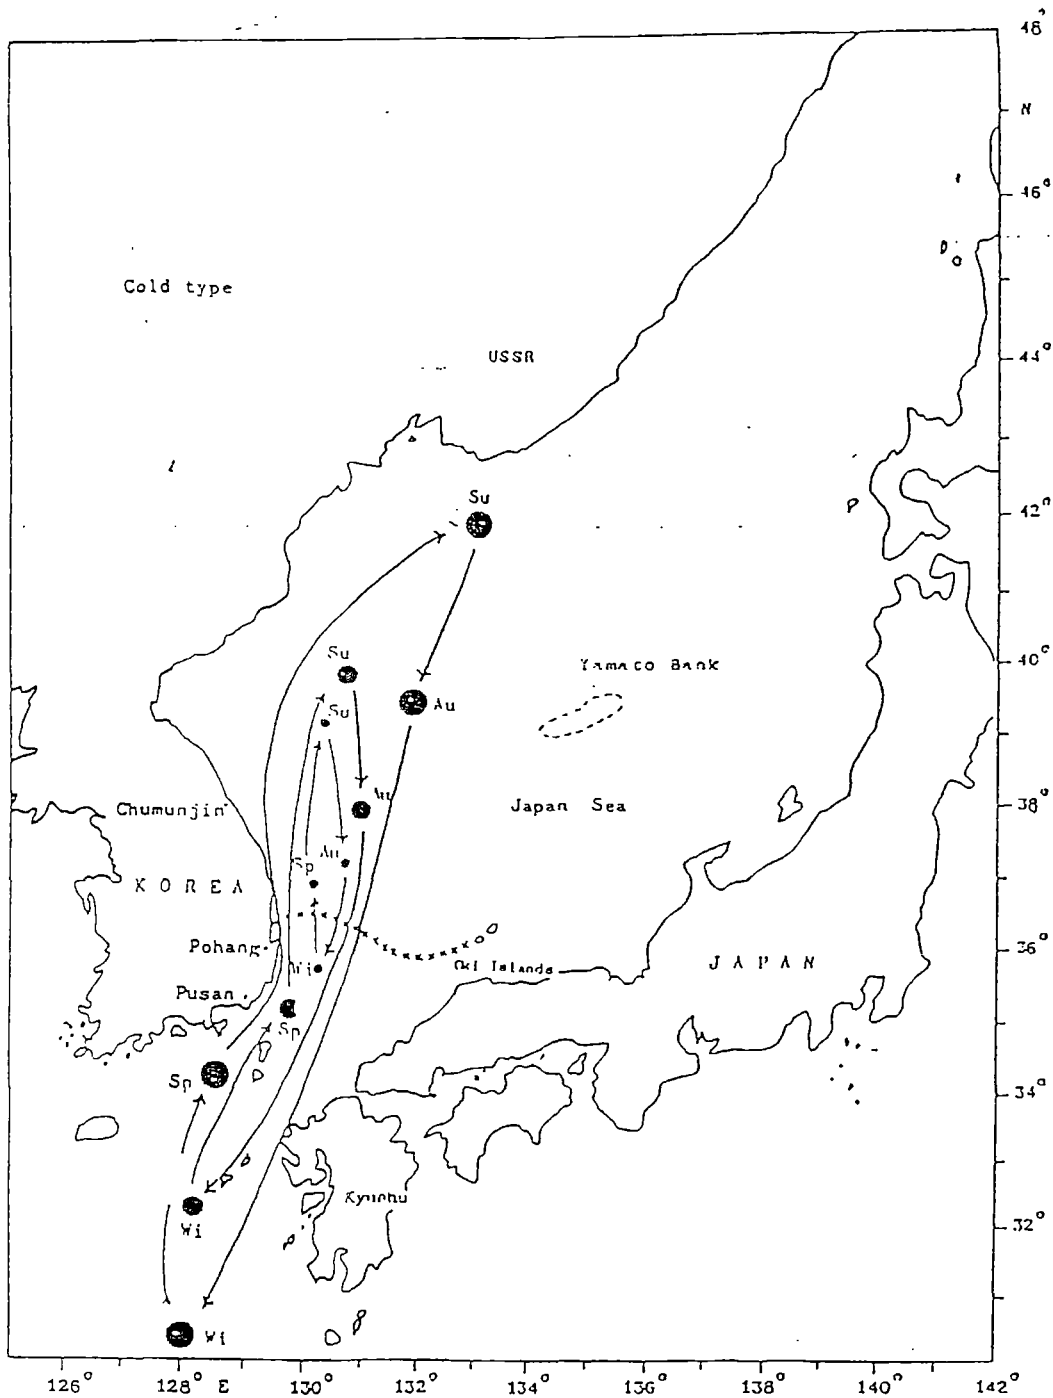 48°
N
46°
Cold type
USSR
44°
Su
42°
Su
Yamaco Bank
40°
Su
Au
Au
Chumunjin
Japan Sea
38°
Au
Sp
KOREA
Pohang
36°
Wi
Oki Islands
JAPAN
Pusan
Sp
Sp
34°
Kyushu
Wi
32°
Wi
126° 128° E 130° 132° 134° 136° 138° 140° 142°